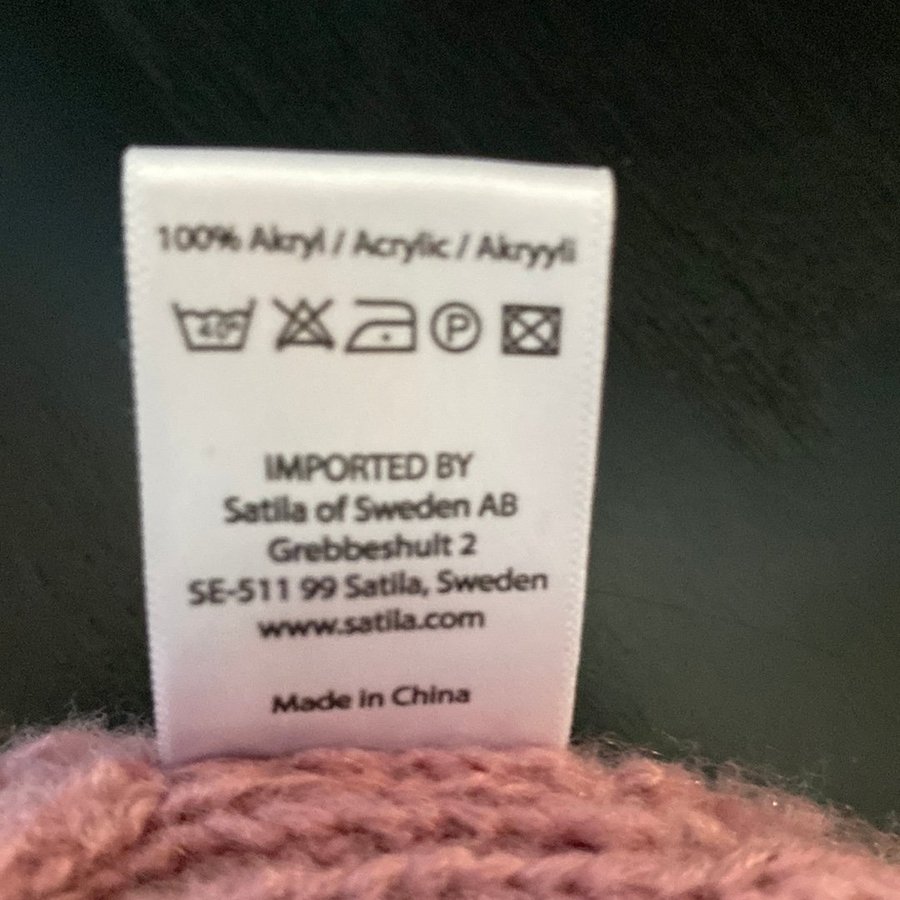 100% Akryl / Acrylic / Akryyli
40° P
IMPORTED BY
Satila of Sweden AB
Grebbeshult 2
SE-511 99 Satila, Sweden
www.satila.com
Made in China